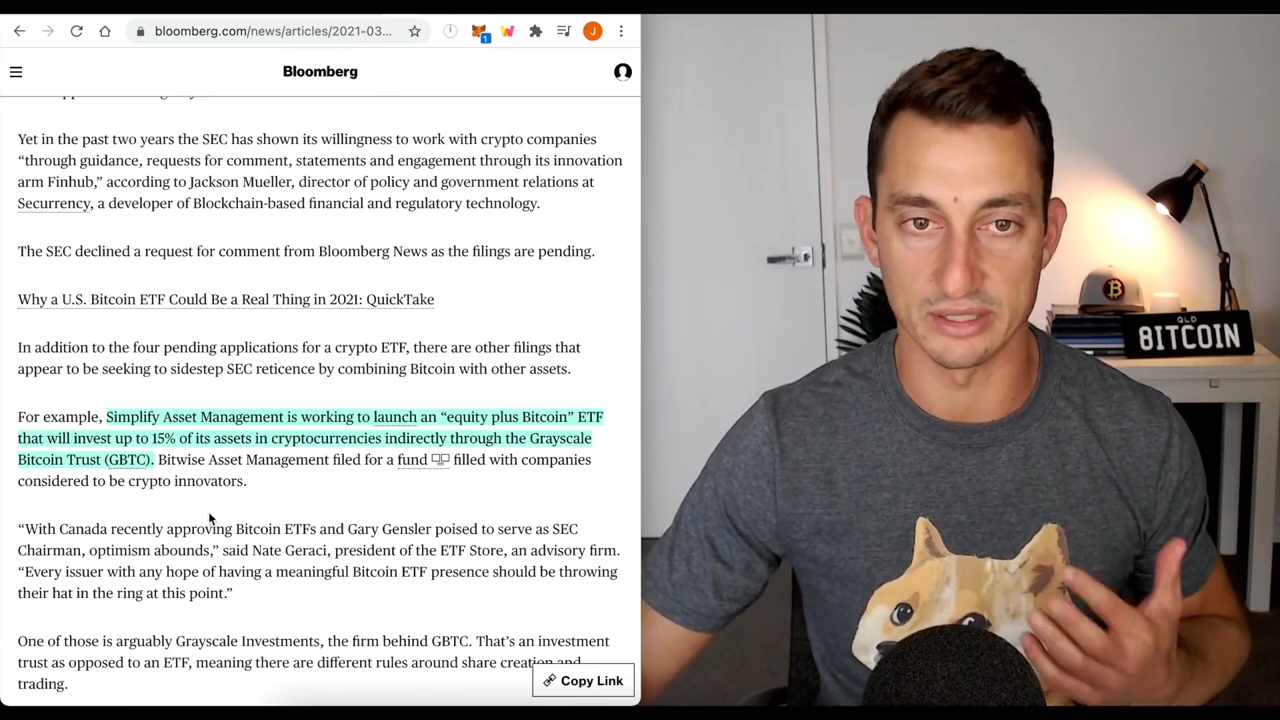 bloomberg.com/news/articles/2021-03...
1
J
Bloomberg
Yet in the past two years the SEC has shown its willingness to work with crypto companies
“through guidance, requests for comment, statements and engagement through its innovation
arm Finhub,” according to Jackson Mueller, director of policy and government relations at
Securrency, a developer of Blockchain-based financial and regulatory technology.
The SEC declined a request for comment from Bloomberg News as the filings are pending.
Why a U.S. Bitcoin ETF Could Be a Real Thing in 2021: QuickTake
In addition to the four pending applications for a crypto ETF, there are other filings that
appear to be seeking to sidestep SEC reticence by combining Bitcoin with other assets.
For example, Simplify Asset Management is working to launch an “equity plus Bitcoin” ETF
that will invest up to 15% of its assets in cryptocurrencies indirectly through the Grayscale
Bitcoin Trust (GBTC). Bitwise Asset Management filed for a fund filled with companies
considered to be crypto innovators.
“With Canada recently approving Bitcoin ETFs and Gary Gensler poised to serve as SEC
Chairman, optimism abounds,” said Nate Geraci, president of the ETF Store, an advisory firm.
“Every issuer with any hope of having a meaningful Bitcoin ETF presence should be throwing
their hat in the ring at this point.”
One of those is arguably Grayscale Investments, the firm behind GBTC. That’s an investment
trust as opposed to an ETF, meaning there are different rules around share creation and
trading.
Copy Link
QLD
8ITCOIN